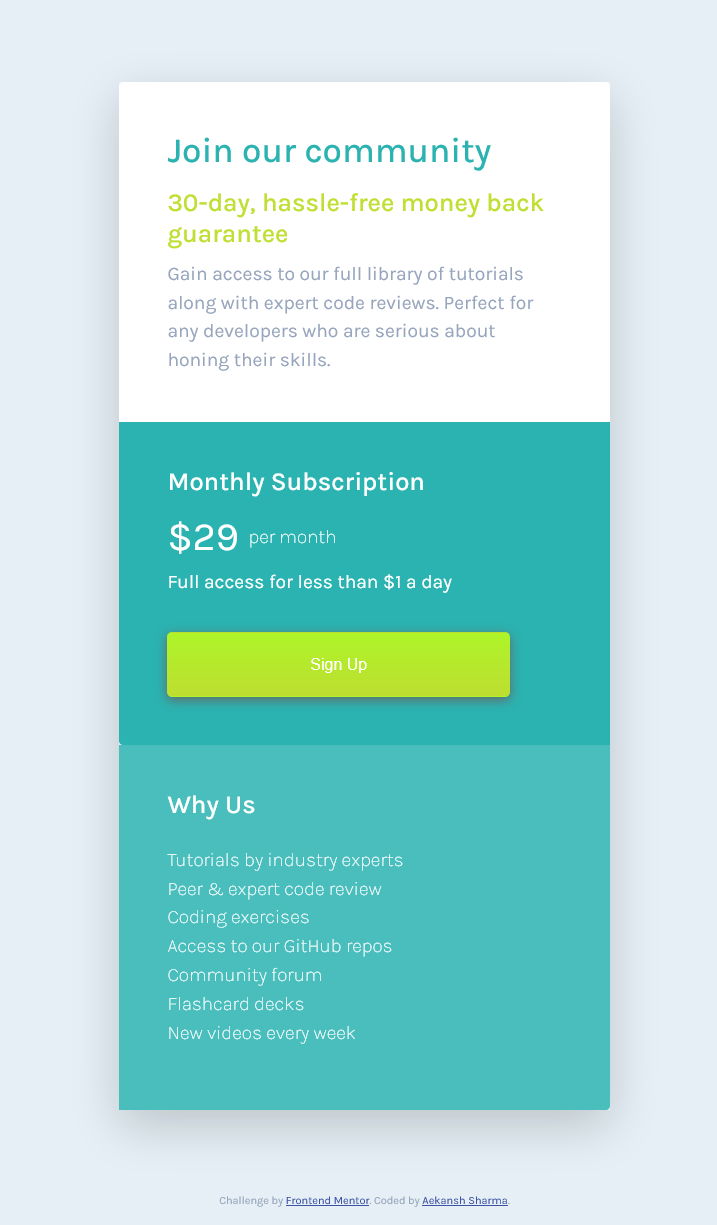 Join our community
30-day, hassle-free money back
guarantee
Gain access to our full library of tutorials
along with expert code reviews. Perfect for
any developers who are serious about
honing their skills.
Monthly Subscription
$29 per month
Full access for less than $1 a day
Sign Up
Why Us
Tutorials by industry experts
Peer & expert code review
Coding exercises
Access to our GitHub repos
Community forum
Flashcard decks
New videos every week
Challenge by Frontend Mentor. Coded by Aekansh Sharma.